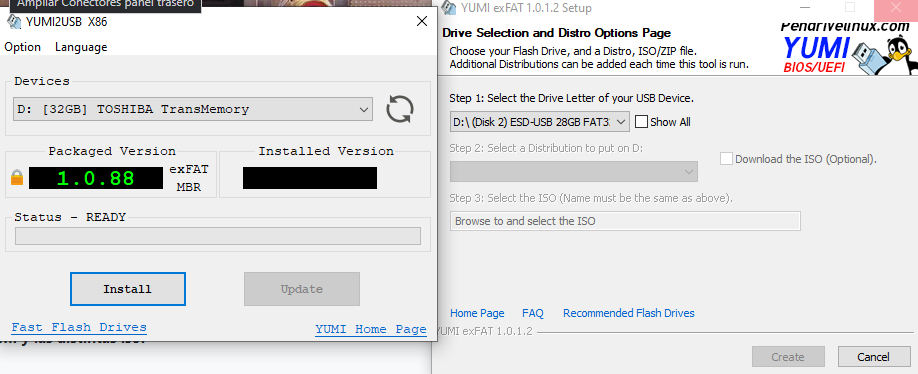 Ampliar Conectores panel trasero
YUMI2USB X86
Option Language
Devices
D: [32GB] TOSHIBA TransMemory
Packaged Version
1.0.88
exFAT
MBR
Installed Version
Status - READY
Install
Update
Fast Flash Drives
YUMI Home Page
YUMI exFAT 1.0.1.2 Setup
Drive Selection and Distro Options Page
Choose your Flash Drive, and a Distro, ISO/ZIP file.
Additional Distributions can be added each time this tool is run.
Pendrivelinux.com
YUMI
BIOS/UEFI
Step 1: Select the Drive Letter of your USB Device.
D:\ (Disk 2) ESD-USB 28GB FAT3
Show All
Step 2: Select a Distribution to put on D:
Download the ISO (Optional).
Step 3: Select the ISO (Name must be the same as above).
Browse to and select the ISO
Home Page FAQ Recommended Flash Drives
YUMI exFAT 1.0.1.2
Create
Cancel